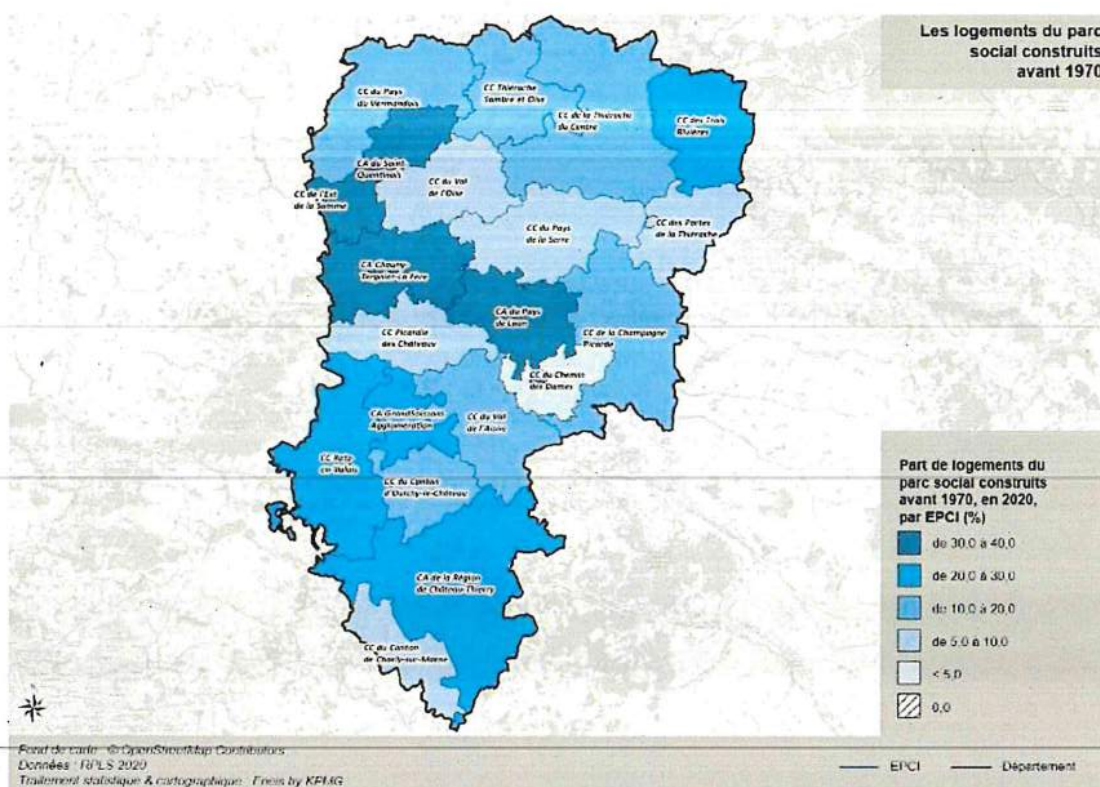 Les logements du parc
social construits
avant 1970
CC du Pays
du Vermandois
CC Thiérache
Sambre et Oise
CC de la Thiérache
du Centre
CC des Trois
Rivières
CA du Saint-
Quentinois
CC du Val
de l'Oise
CC de l'Est
de la Somme
CC du Pays
de la Serre
CC des Portes
de la Thiérache
CA Chauny-
Tergnier-La Fère
CA du Pays
de Laon
CC Picardie
des Châteaux
CC de la Champagne
Picarde
CC du Chemin
des Dames
CA GrandSoissons
Agglomération
CC du Val
de l'Aisne
CC Retz
en Valois
CC du Canton
d'Oulchy-le-Château
CA de la Région
de Château-Thierry
CC du Canton
de Charly-sur-Marne
Part de logements du
parc social construits
avant 1970, en 2020,
par EPCI (%)
de 30,0 à 40,0
de 20,0 à 30,0
de 10,0 à 20,0
de 5,0 à 10,0
< 5,0
0,0
Fond de carte : © OpenStreetMap Contributors
Données : RPLS 2020
Traitement statistique & cartographique : Eneis by KPMG
EPCI
Département